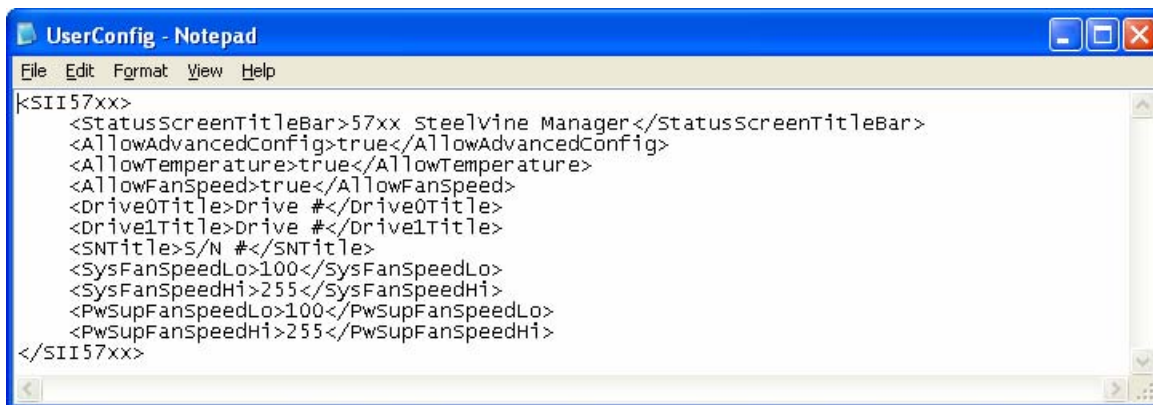 UserConfig - Notepad
File Edit Format View Help
<SII57xx>
<StatusScreenTitleBar>57xx SteelVine Manager</StatusScreenTitleBar>
<AllowAdvancedConfig>true</AllowAdvancedConfig>
<AllowTemperature>true</AllowTemperature>
<AllowFanSpeed>true</AllowFanSpeed>
<Drive0Title>Drive #</Drive0Title>
<Drive1Title>Drive #</Drive1Title>
<SNTitle>S/N #</SNTitle>
<SysFanSpeedLo>100</SysFanSpeedLo>
<SysFanSpeedHi>255</SysFanSpeedHi>
<PwSupFanSpeedLo>100</PwSupFanSpeedLo>
<PwSupFanSpeedHi>255</PwSupFanSpeedHi>
</SII57xx>